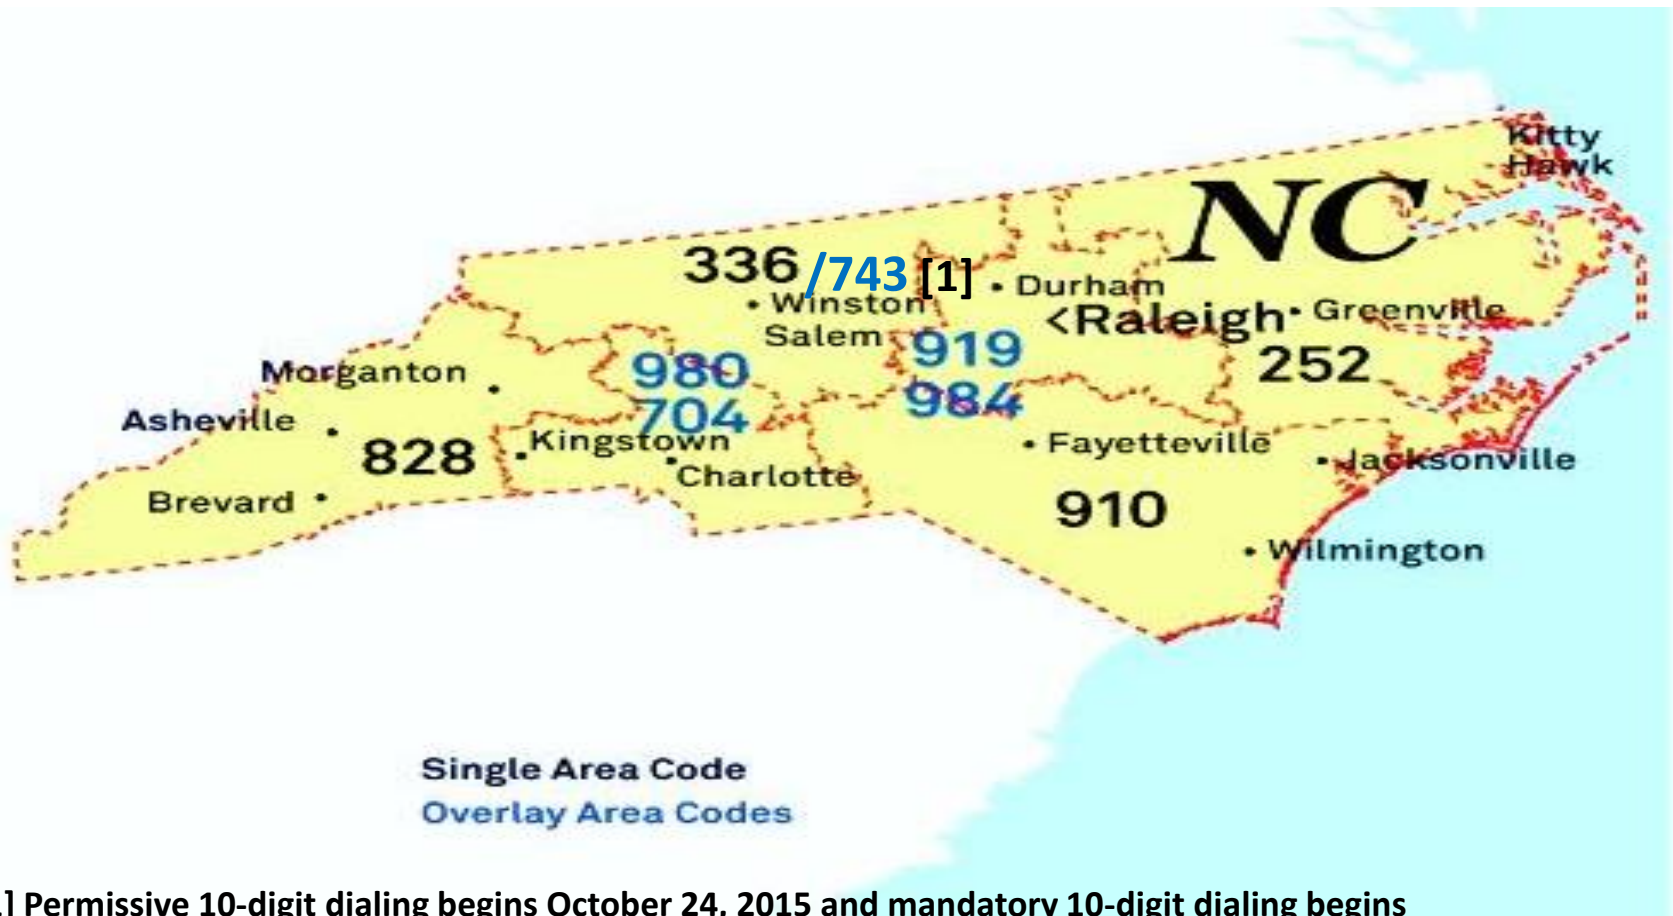 Kitty
Hawk
NC
336/743 [1]
Winston
Salem
Durham
<Raleigh
Greenville
919
984
252
980
704
Morganton
Asheville
828
Kingstown
Charlotte
Fayetteville
Jacksonville
Brevard
910
Wilmington
Single Area Code
Overlay Area Codes
] Permissive 10-digit dialing begins October 24, 2015 and mandatory 10-digit dialing begins